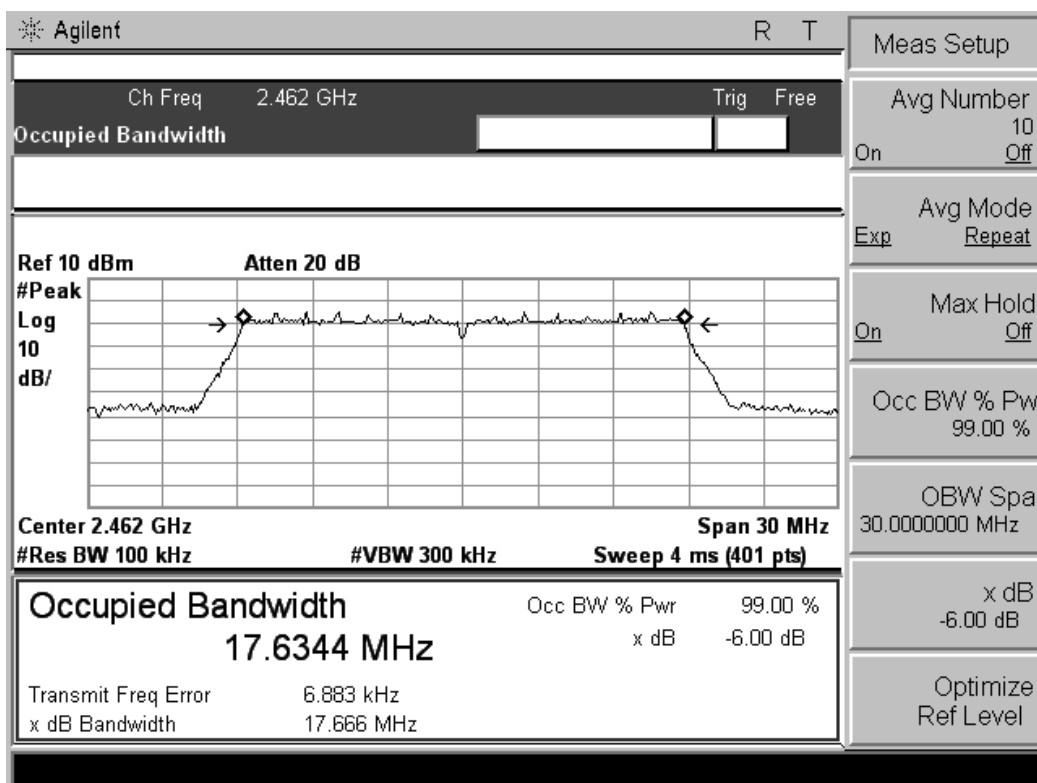 Agilent R T
Meas Setup
Ch Freq 2.462 GHz Trig Free
Occupied Bandwidth
Avg Number
10
On Off
Avg Mode
Exp Repeat
Max Hold
On Off
Occ BW % Pw
99.00 %
OBW Spa
30.0000000 MHz
x dB
-6.00 dB
Optimize
Ref Level
Ref 10 dBm Atten 20 dB
#Peak
Log
10
dB/
Center 2.462 GHz Span 30 MHz
#Res BW 100 kHz #VBW 300 kHz Sweep 4 ms (401 pts)
Occupied Bandwidth
17.6344 MHz
Occ BW % Pwr 99.00 %
x dB -6.00 dB
Transmit Freq Error 6.883 kHz
x dB Bandwidth 17.666 MHz